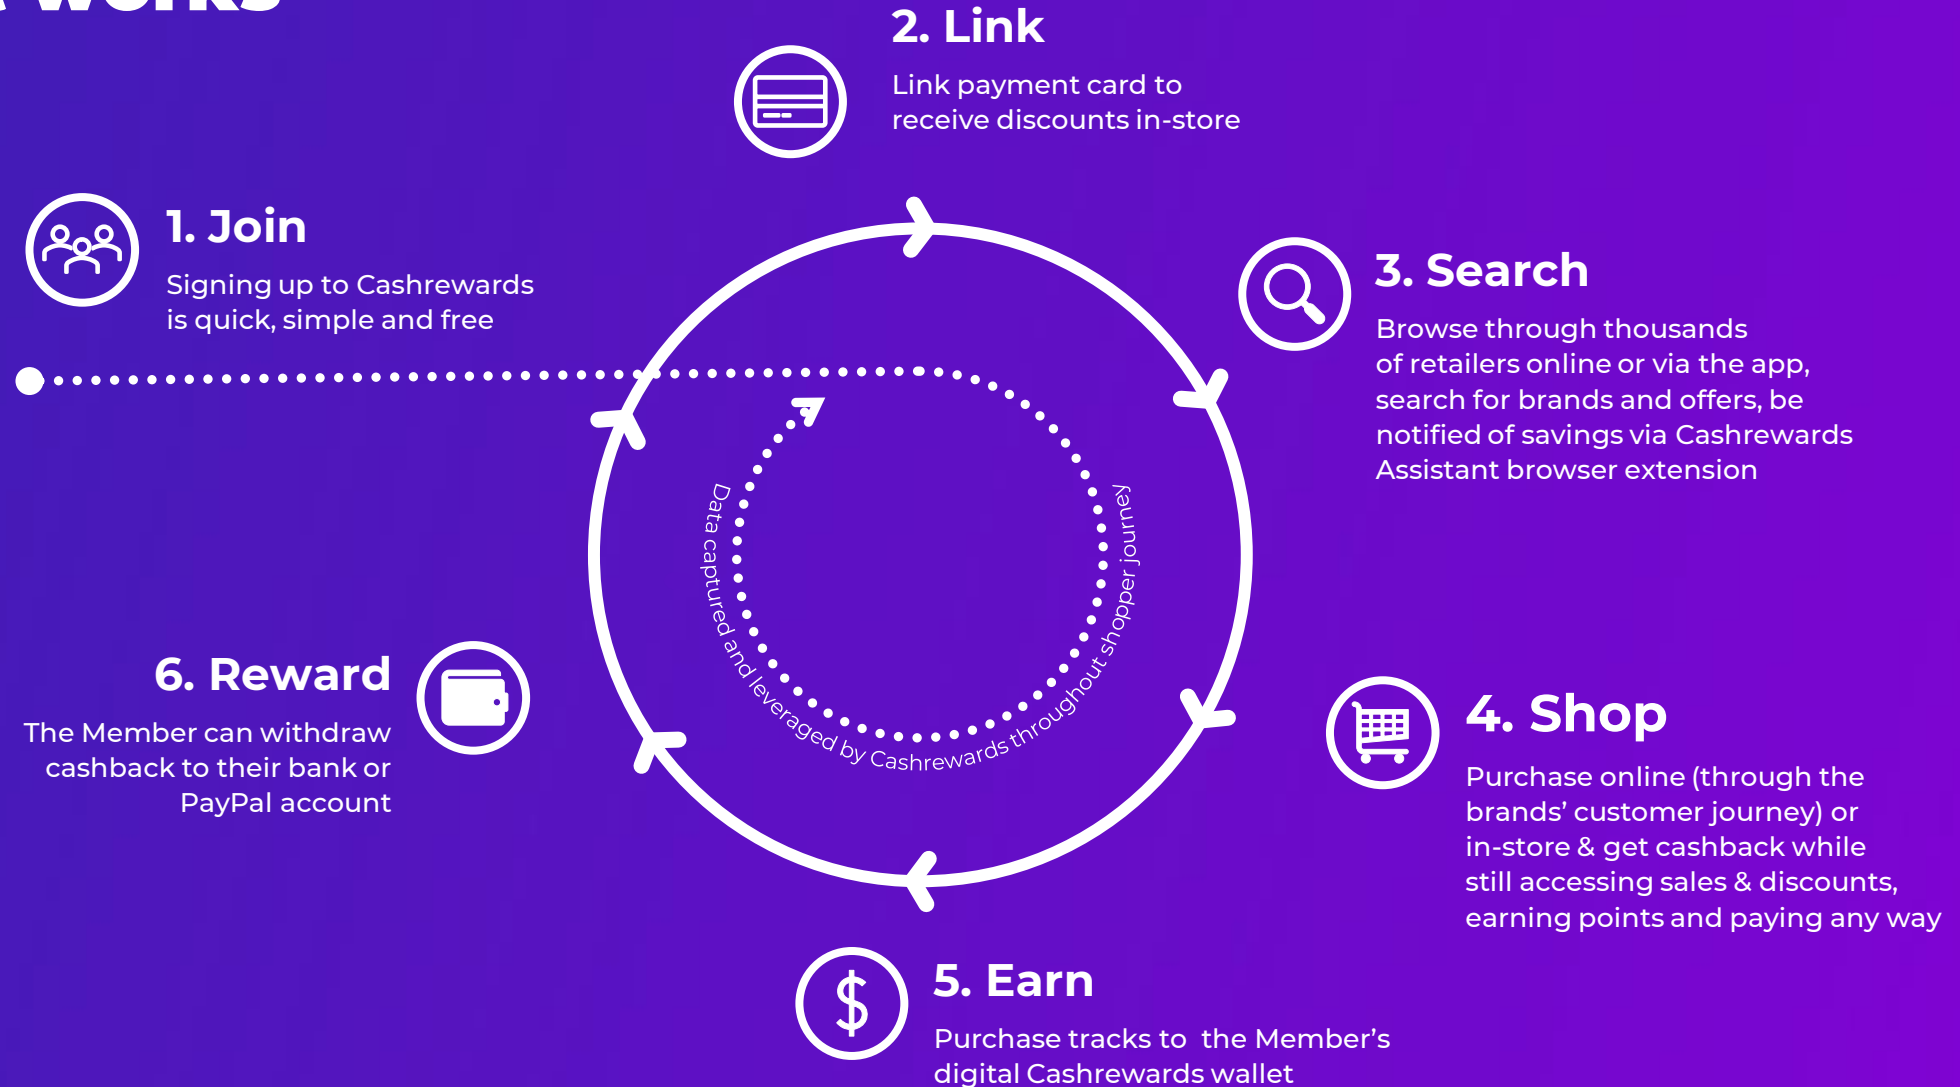 works
1. Join
Signing up to Cashrewards
is quick, simple and free
2. Link
Link payment card to
receive discounts in-store
3. Search
Browse through thousands
of retailers online or via the app,
search for brands and offers, be
notified of savings via Cashrewards
Assistant browser extension
4. Shop
Purchase online (through the
brands’ customer journey) or
in-store & get cashback while
still accessing sales & discounts,
earning points and paying any way
5. Earn
Purchase tracks to the Member’s
digital Cashrewards wallet
6. Reward
The Member can withdraw
cashback to their bank or
PayPal account
Data captured and leveraged by Cashrewards throughout shopper journey